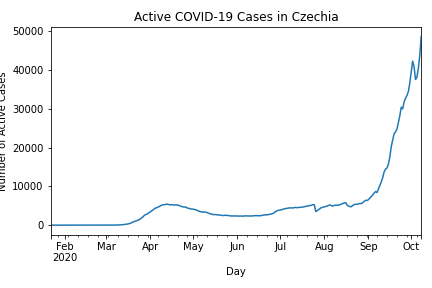 Active COVID-19 Cases in Czechia
Number of Active Cases
50000
40000
30000
20000
10000
0
Feb Mar Apr May Jun Jul Aug Sep Oct
2020
Day